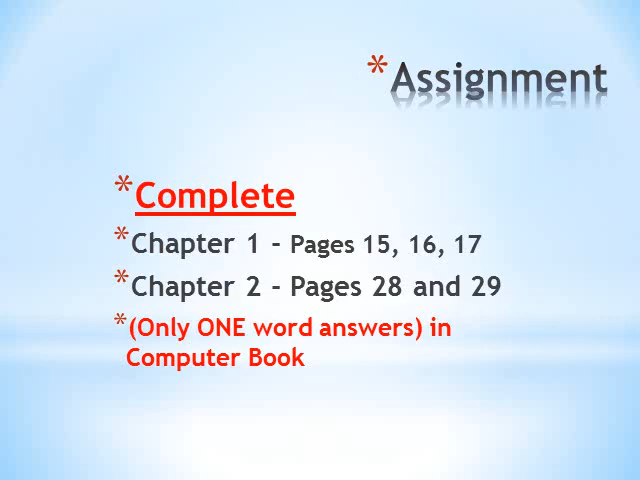 * Assignment
* Complete
* Chapter 1 – Pages 15, 16, 17
* Chapter 2 – Pages 28 and 29
* (Only ONE word answers) in
Computer Book